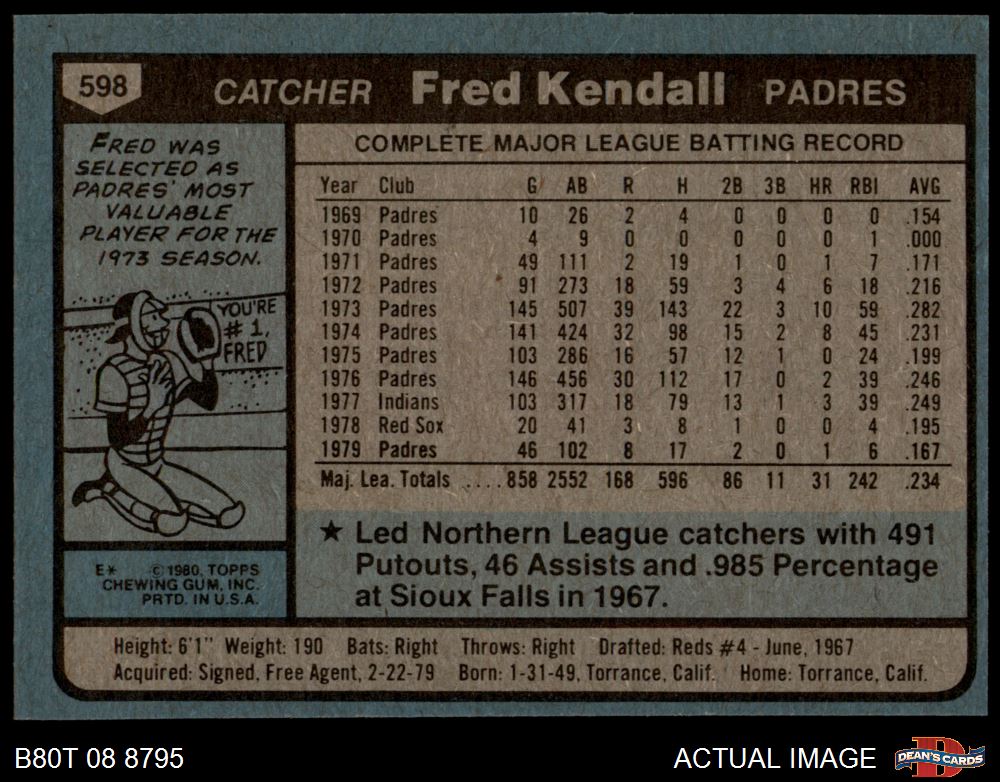 598
CATCHER Fred Kendall PADRES
FRED WAS
SELECTED AS
PADRES' MOST
VALUABLE
PLAYER FOR THE
1973 SEASON.
YOU'RE
# 1,
FRED
COMPLETE MAJOR LEAGUE BATTING RECORD
Year Club G AB R H 2B 3B HR RBI AVG
1969 Padres 10 26 2 4 0 0 0 0 .154
1970 Padres 4 9 0 0 0 0 0 1 .000
1971 Padres 49 111 2 19 1 0 1 7 .171
1972 Padres 91 273 18 59 3 4 6 18 .216
1973 Padres 145 507 39 143 22 3 10 59 .282
1974 Padres 141 424 32 98 15 2 8 45 .231
1975 Padres 103 286 16 57 12 1 0 24 .199
1976 Padres 146 456 30 112 17 0 2 39 .246
1977 Indians 103 317 18 79 13 1 3 39 .249
1978 Red Sox 20 41 3 8 1 0 0 4 .195
1979 Padres 46 102 8 17 2 0 1 6 .167
Maj. Lea. Totals ....858 2552 168 596 86 11 31 242 .234
★ Led Northern League catchers with 491
Putouts, 46 Assists and .985 Percentage
at Sioux Falls in 1967.
E* © 1980, TOPPS
CHEWING GUM, INC.
PRTD. IN U.S.A.
Height: 6'1" Weight: 190 Bats: Right Throws: Right Drafted: Reds #4 - June, 1967
Acquired: Signed, Free Agent, 2-22-79 Born: 1-31-49, Torrance, Calif. Home: Torrance, Calif.
B80T 08 8795
ACTUAL IMAGE
DEAN'S CARDS